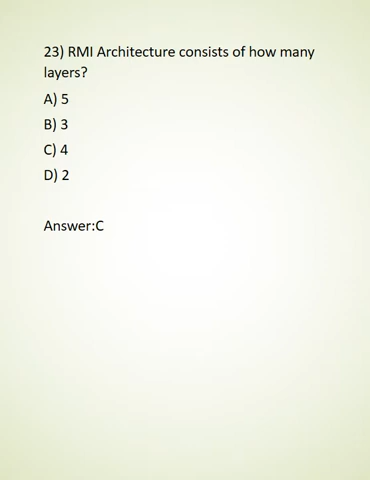 23) RMI Architecture consists of how many
layers?
A) 5
B) 3
C) 4
D) 2
Answer:C